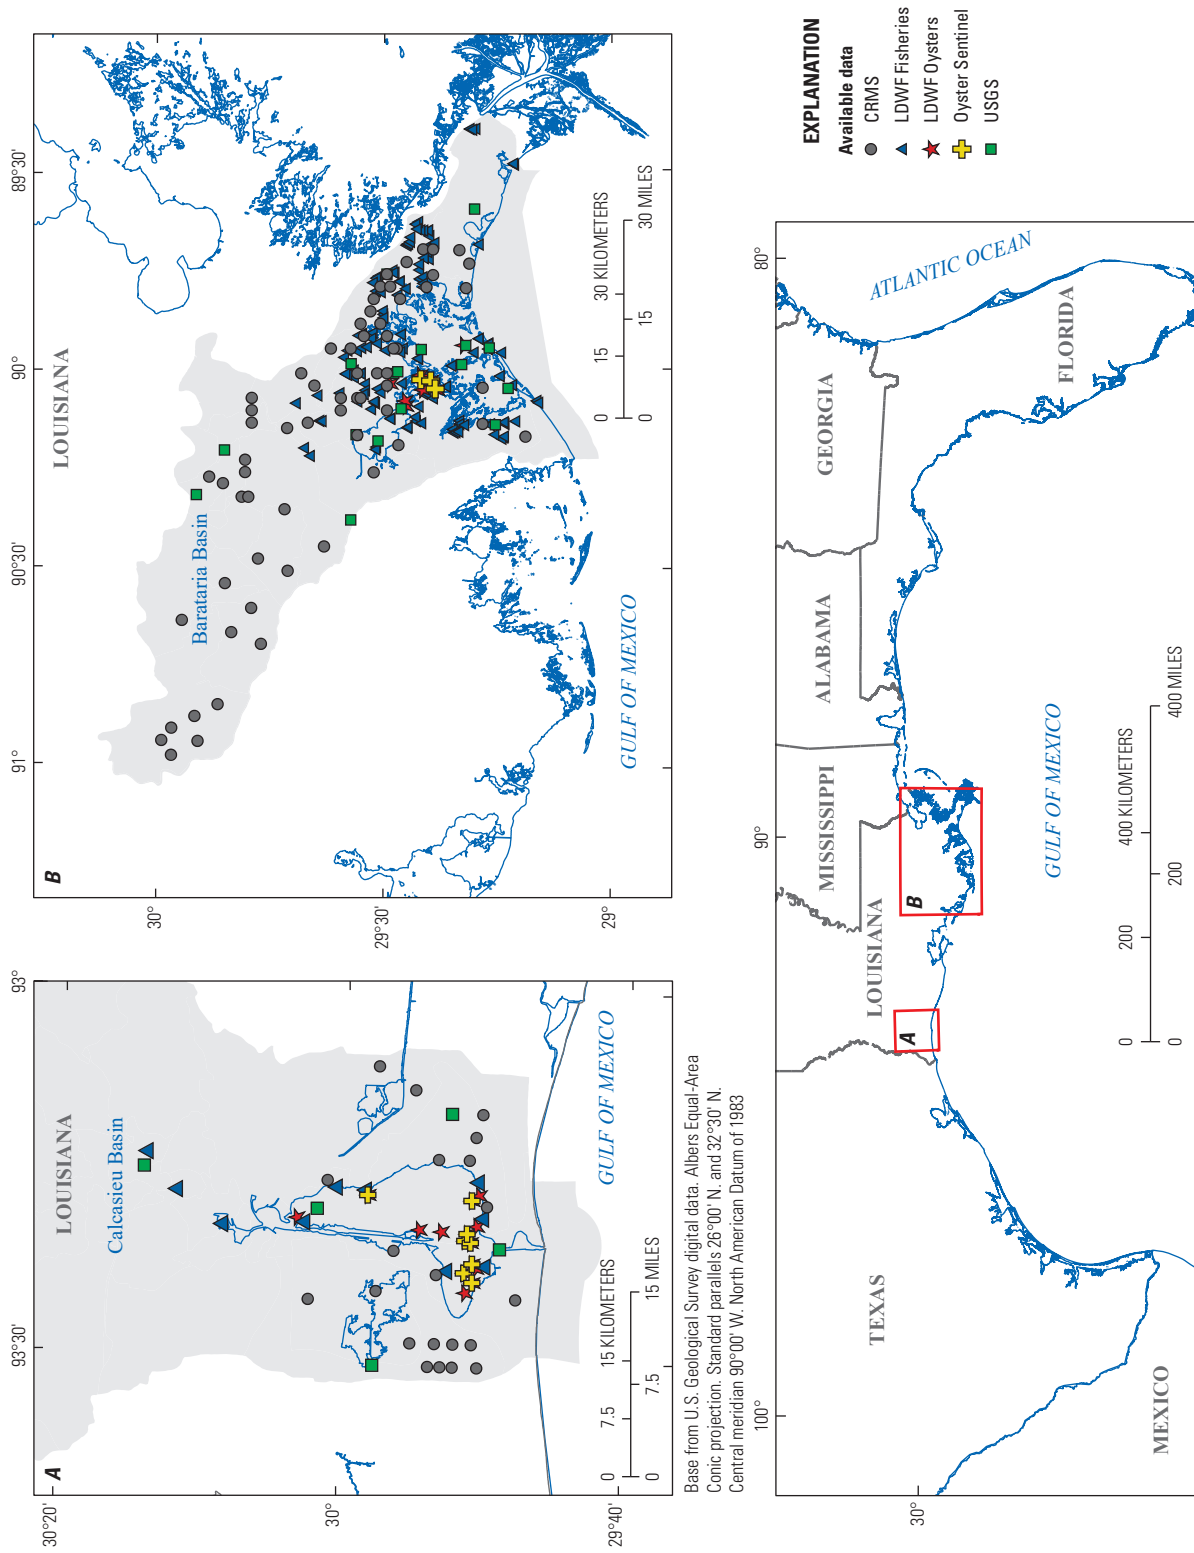 A
LOUISIANA
Calcasieu Basin
GULF OF MEXICO
93°30'
93°
30°20'
30°
29°40'
0 7.5 15 KILOMETERS
0 7.5 15 MILES
Base from U.S. Geological Survey digital data. Albers Equal-Area
Conic projection. Standard parallels 26°00' N. and 32°30' N.
Central meridian 90°00' W. North American Datum of 1983
B
LOUISIANA
Barataria Basin
GULF OF MEXICO
91°
90°30'
90°
89°30'
30°
29°30'
29°
0 15 30 KILOMETERS
0 15 30 MILES
100°
90°
80°
30°
TEXAS
MEXICO
LOUISIANA
MISSISSIPPI
ALABAMA
GEORGIA
FLORIDA
ATLANTIC OCEAN
GULF OF MEXICO
A
B
0 200 400 KILOMETERS
0 200 400 MILES
EXPLANATION
Available data
CRMS
LDWF Fisheries
LDWF Oysters
Oyster Sentinel
USGS